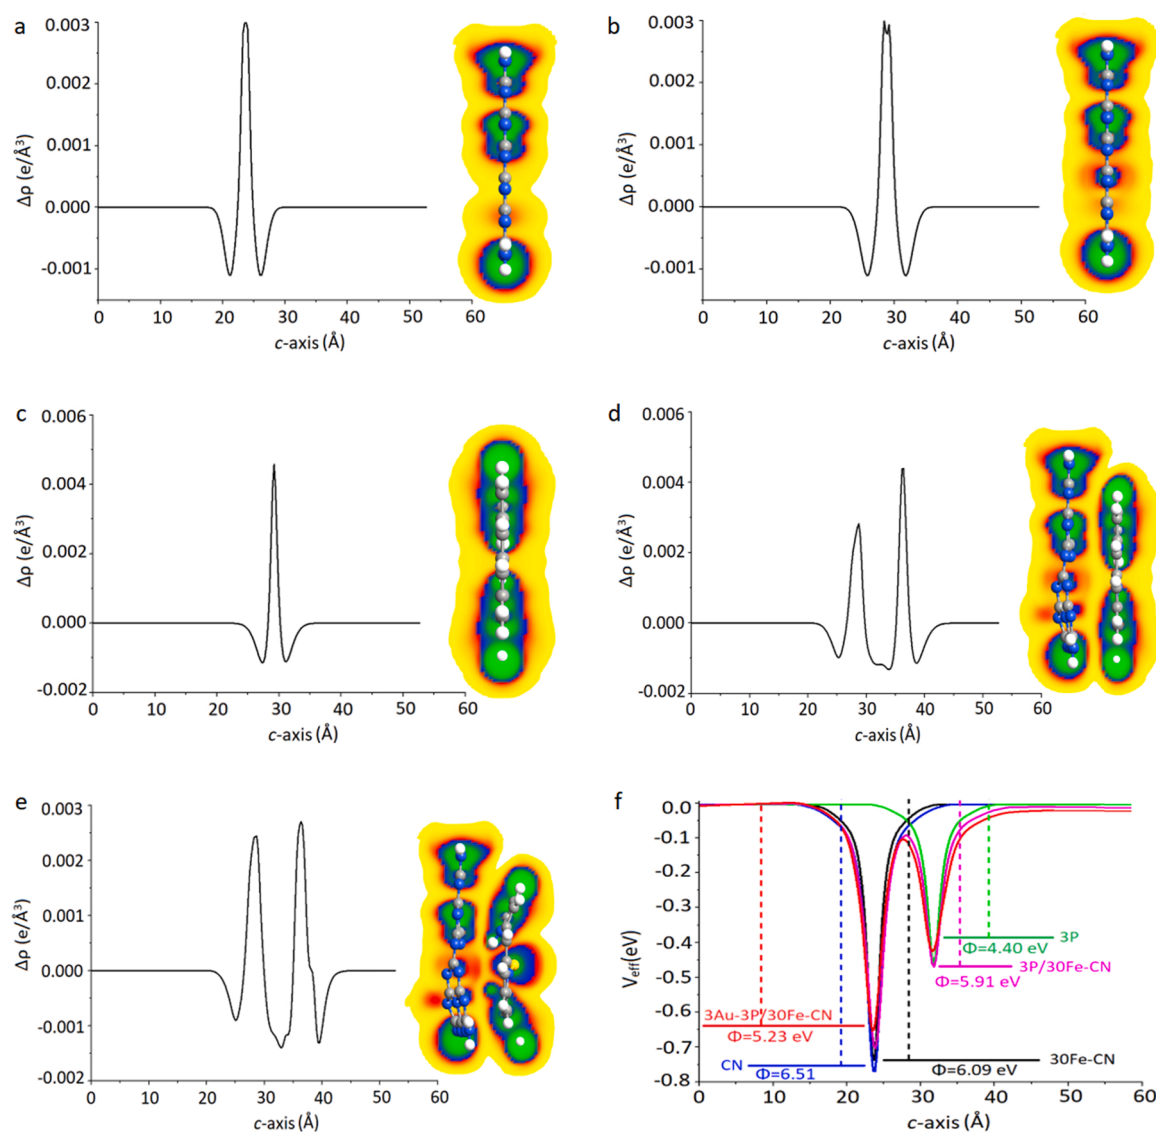 a
0.003
0.002
0.001
0.000
-0.001
Δρ (e/Å³)
0 10 20 30 40 50 60
c-axis (Å)
b
0.003
0.002
0.001
0.000
-0.001
Δρ (e/Å³)
0 10 20 30 40 50 60
c-axis (Å)
c
0.006
0.004
0.002
0.000
-0.002
Δρ (e/Å³)
0 10 20 30 40 50 60
c-axis (Å)
d
0.006
0.004
0.002
0.000
-0.002
Δρ (e/Å³)
0 10 20 30 40 50 60
c-axis (Å)
e
0.003
0.002
0.001
0.000
-0.001
-0.002
Δρ (e/Å³)
0 10 20 30 40 50 60
c-axis (Å)
f
0.0
-0.1
-0.2
-0.3
-0.4
-0.5
-0.6
-0.7
-0.8
Veff(eV)
3P
Φ=4.40 eV
3P/30Fe-CN
Φ=5.91 eV
3Au-3P/30Fe-CN
Φ=5.23 eV
CN
Φ=6.51
30Fe-CN
Φ=6.09 eV
0 10 20 30 40 50 60
c-axis (Å)